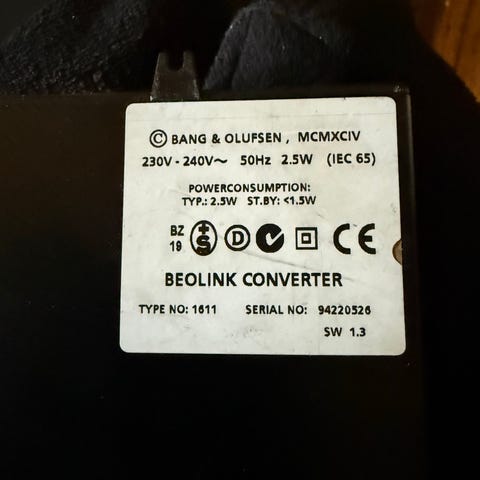 © BANG & OLUFSEN , MCMXCIV
230V - 240V~ 50Hz 2.5W (IEC 65)
POWERCONSUMPTION:
TYP.: 2.5W ST.BY: <1.5W
BZ
19 +S D CE
BEOLINK CONVERTER
TYPE NO: 1611 SERIAL NO: 94220526
SW 1.3